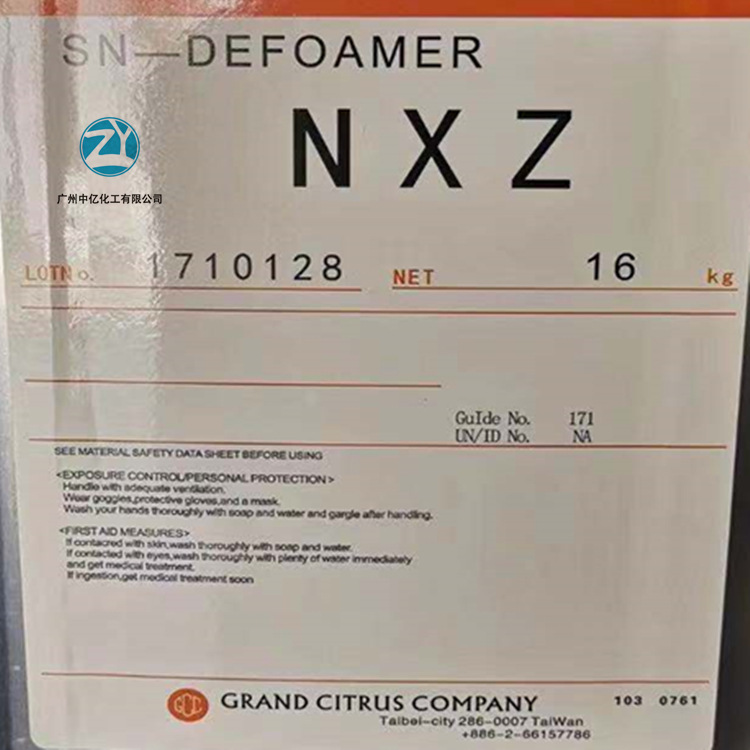 SN—DEFOAMER
NXZ
ZY
广州中亿化工有限公司
LOTNo. 1710128 NET 16 kg
GuIde No. 171
UN/ID No. NA
SEE MATERIAL SAFETY DATA SHEET BEFORE USING
<EXPOSURE CONTROL/PERSONAL PROTECTION>
Handle with adequate ventilation.
Wear goggles,protective gloves,and a mask.
Wash your hands thoroughly with soap and water and gargle after handling.
<FIRST AID MEASURES>
If contacred with skin,wash thoroughly with soap and water.
If contacted with eyes,wash thoroughly with plenty of water immediately
and get medical treatment.
If ingestion,get medical treatment soon
GCC GRAND CITRUS COMPANY 103 0761
Taibei-city 286-0007 TaiWan
+886-2-66157786